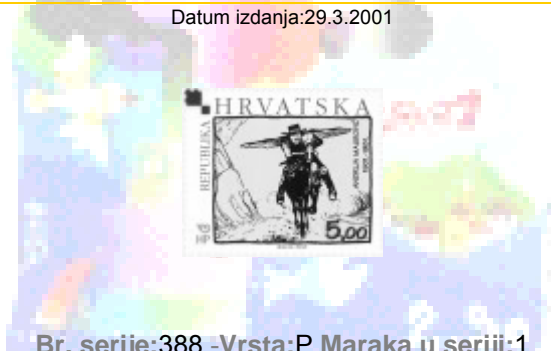 Datum izdanja:29.3.2001
HRVATSKA
REPUBLIKA
5,00
Br. serije:388 -Vrsta:P Maraka u seriji:1